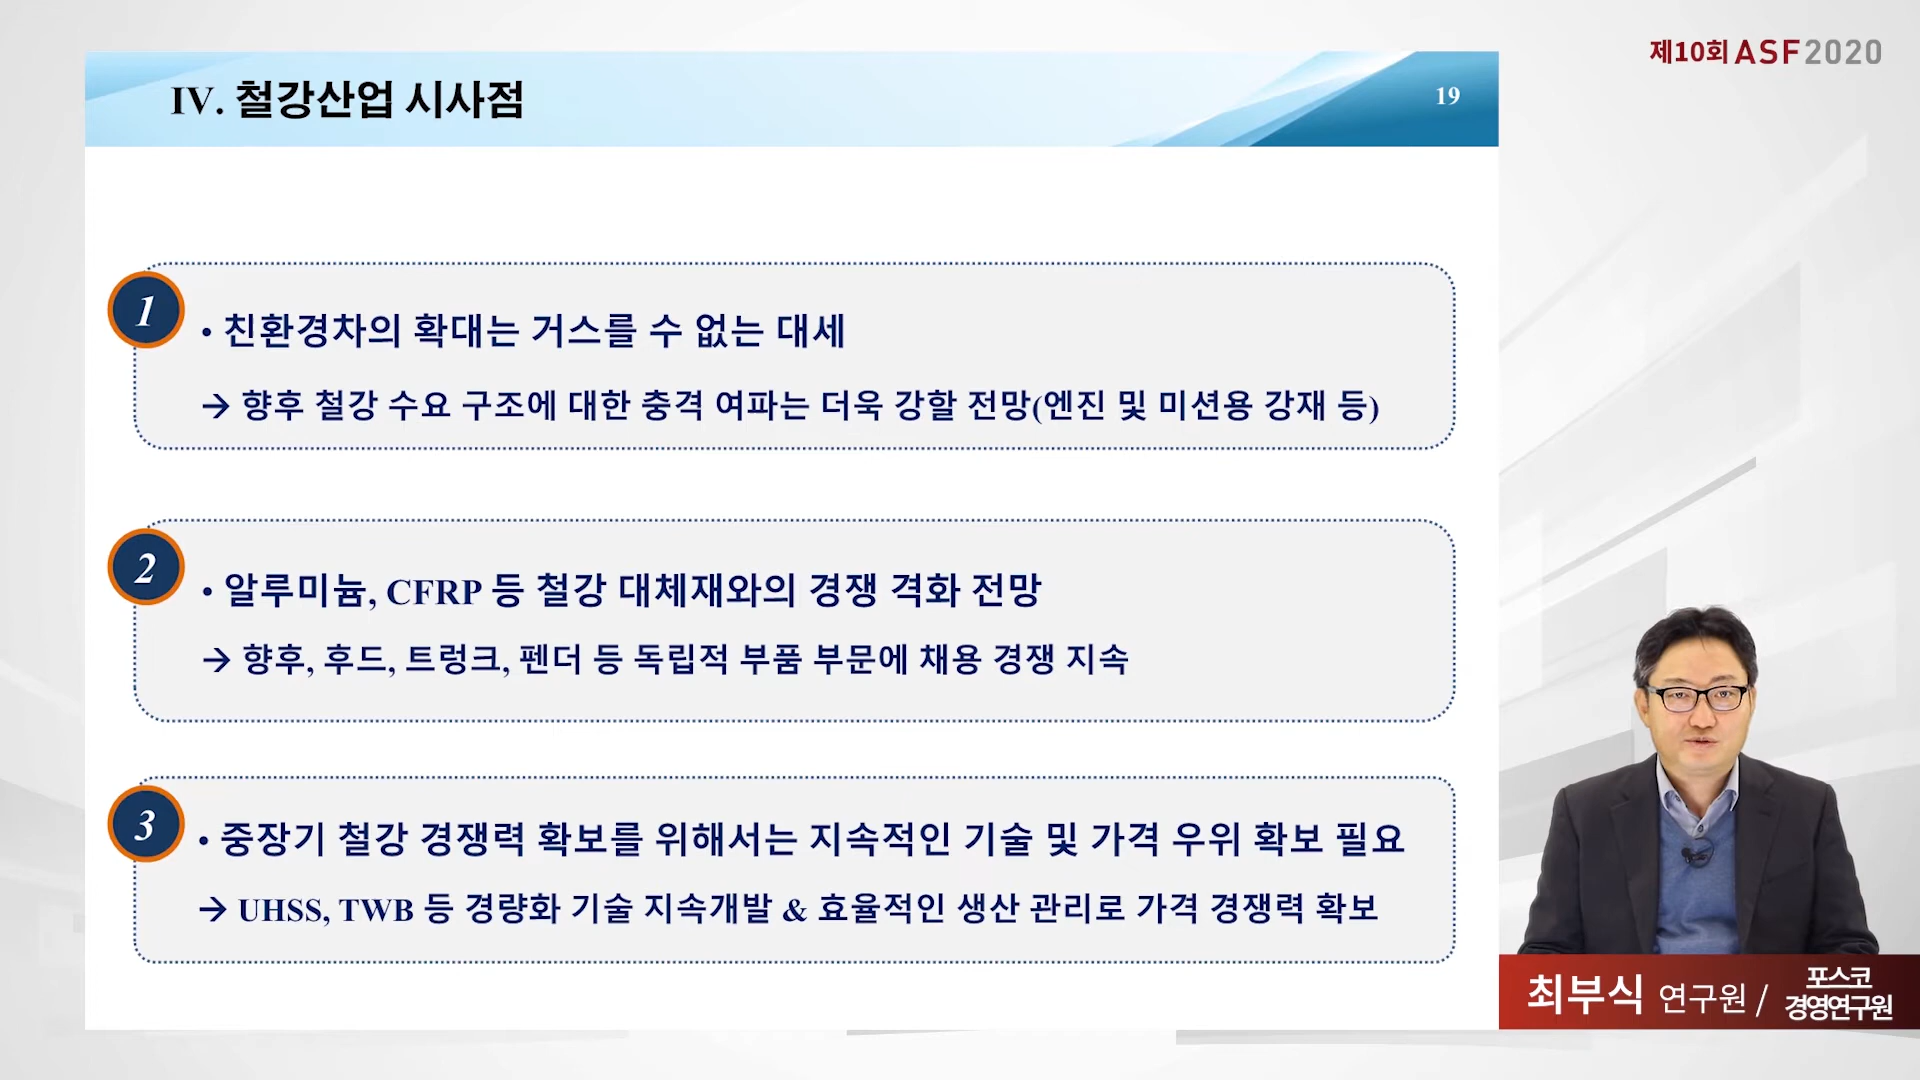 제10회 ASF2020
IV. 철강산업 시사점
19
1
• 친환경차의 확대는 거스를 수 없는 대세
→ 향후 철강 수요 구조에 대한 충격 여파는 더욱 강할 전망(엔진 및 미션용 강재 등)
2
• 알루미늄, CFRP 등 철강 대체재와의 경쟁 격화 전망
→ 향후, 후드, 트렁크, 펜더 등 독립적 부품 부문에 채용 경쟁 지속
3
• 중장기 철강 경쟁력 확보를 위해서는 지속적인 기술 및 가격 우위 확보 필요
→ UHSS, TWB 등 경량화 기술 지속개발 & 효율적인 생산 관리로 가격 경쟁력 확보
최부식 연구원 / 포스코
경영연구원